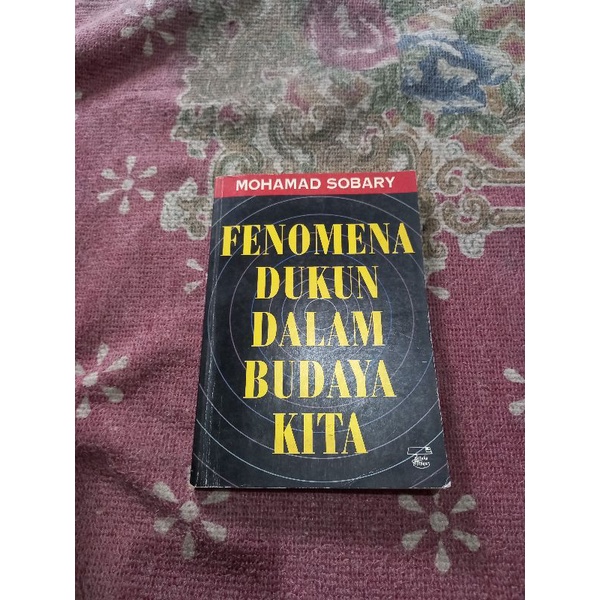 MOHAMAD SOBARY
FENOMENA
DUKUN
DALAM
BUDAYA
KITA